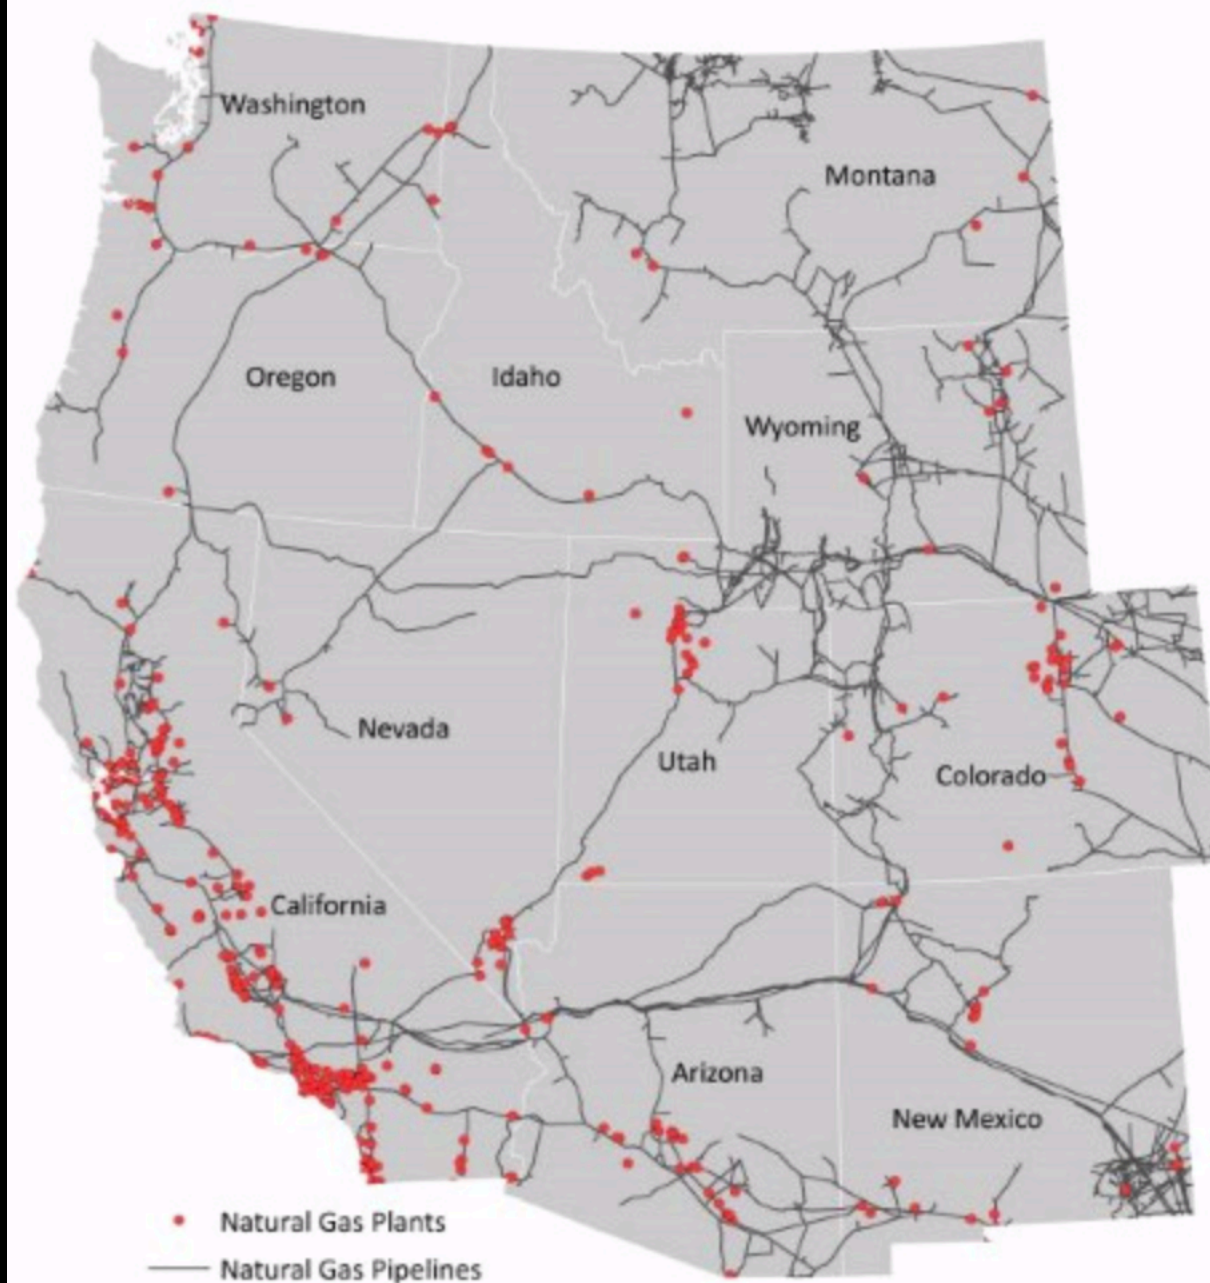 Washington
Montana
Oregon
Idaho
Wyoming
Nevada
Utah
Colorado
California
Arizona
New Mexico
Natural Gas Plants
Natural Gas Pipelines